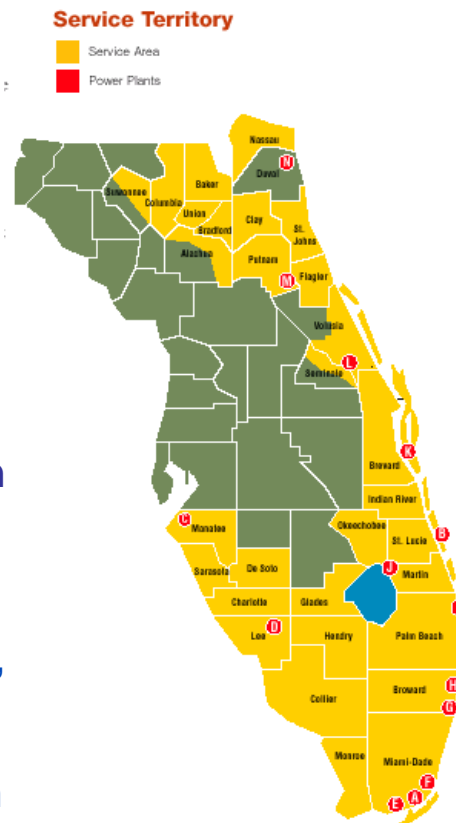 Service Territory
Service Area
Power Plants
Nassau
N
Duval
Baker
Suwannee
Columbia
Union
Clay
Bradford
St.
Johns
Alachua
Putnam
M
Flagler
Volusia
L
Seminole
K
Brevard
Indian River
C
Manatee
Okeechobee
B
St. Lucie
J
Sarasota
De Soto
Martin
Charlotte
Glades
D
Lee
Hendry
Palm Beach
H
Broward
G
Collier
Monroe
Miami-Dade
F
A
E